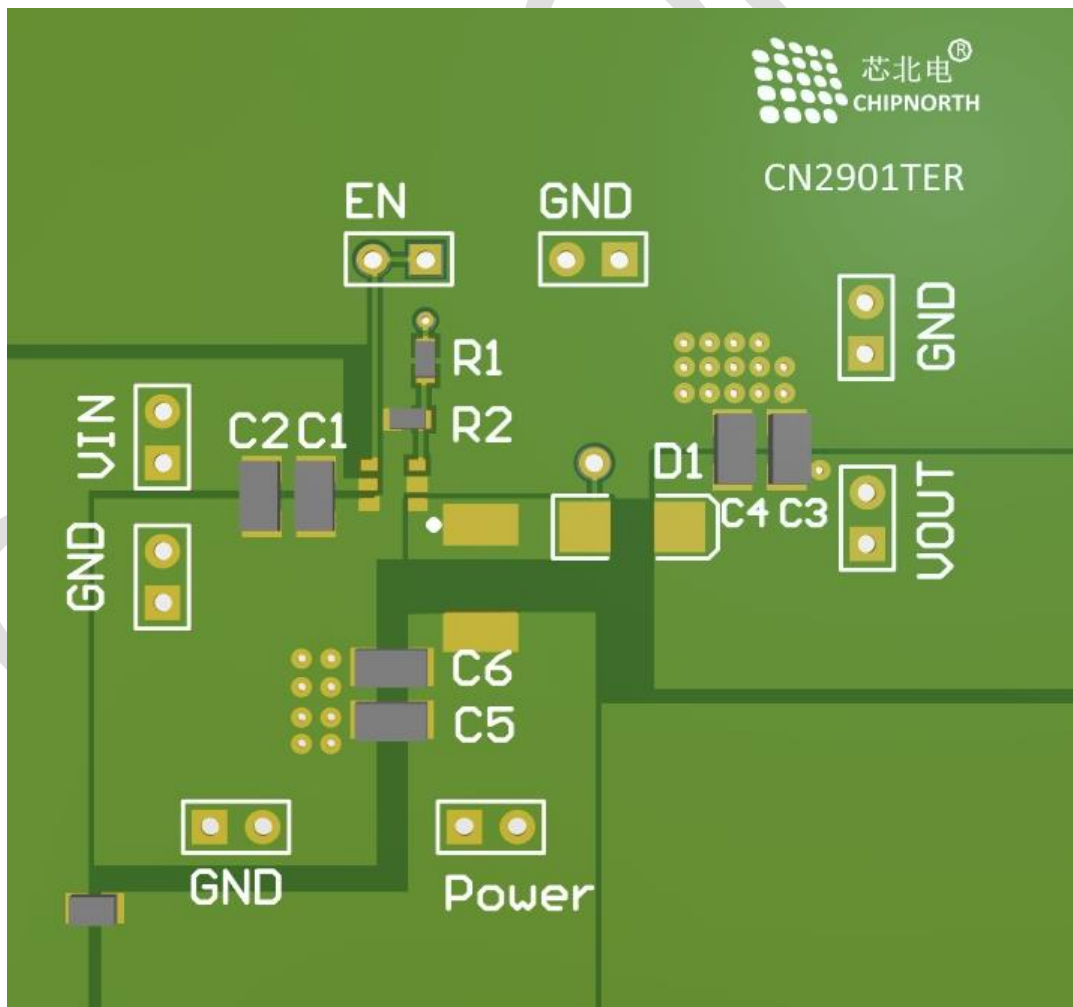 芯北电®
CHIPNORTH
CN2901TER
EN
GND
GND
R1
R2
VIN
C2
C1
D1
C4
C3
VOUT
GND
C6
C5
GND
Power